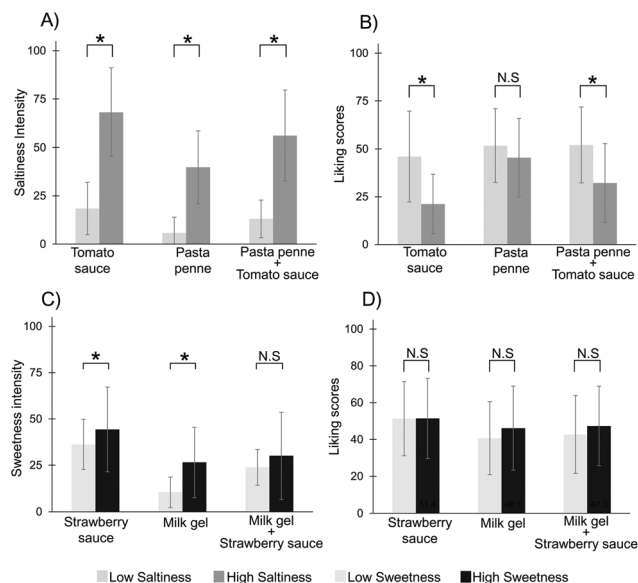 A)
Saltiness Intensity
100
75
50
25
0
*
*
*
Tomato
sauce
Pasta
penne
Pasta penne
+
Tomato sauce
B)
Liking scores
100
75
50
25
0
*
N.S
*
Tomato
sauce
Pasta
penne
Pasta penne
+
Tomato sauce
C)
Sweetness intensity
100
75
50
25
0
*
*
N.S
Strawberry
sauce
Milk gel
Milk gel
+
Strawberry sauce
D)
Liking scores
100
80
60
40
20
0
N.S
N.S
N.S
Strawberry
sauce
Milk gel
Milk gel
+
Strawberry sauce
Low Saltiness
High Saltiness
Low Sweetness
High Sweetness